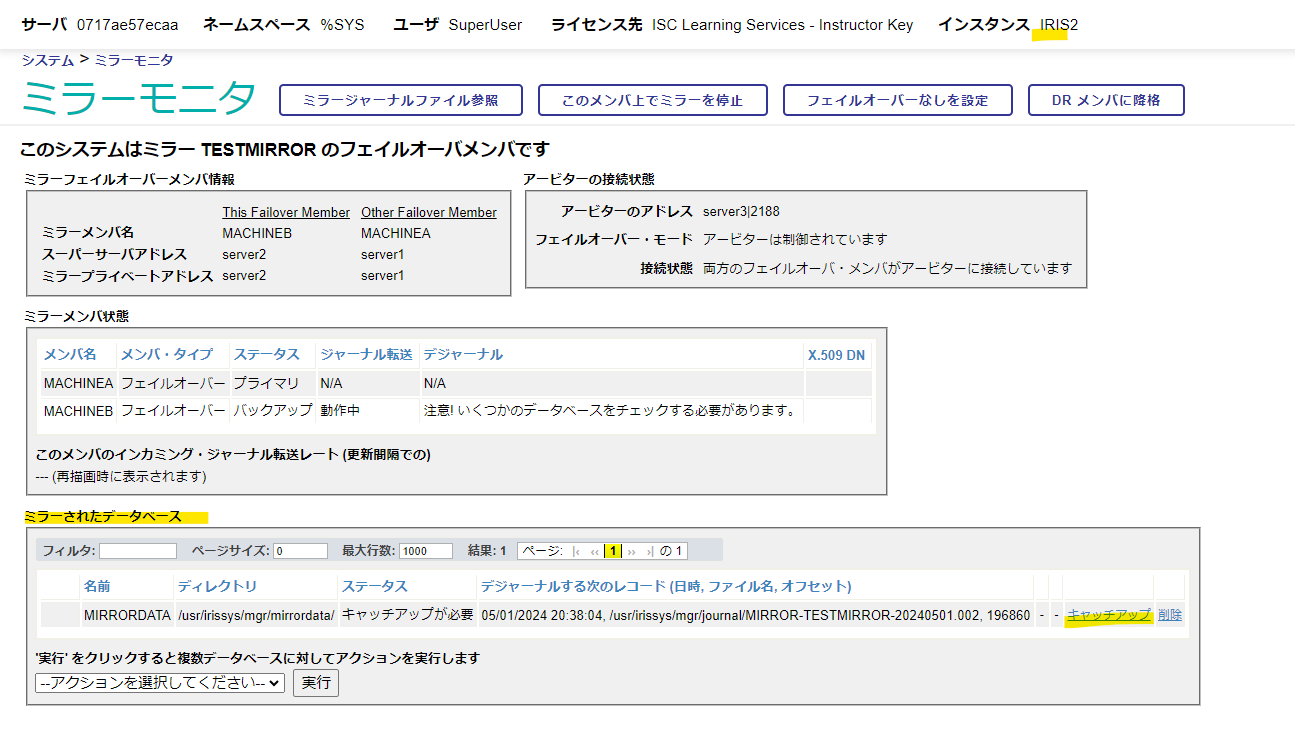 サーバ 0717ae57ecaa ネームスペース %SYS ユーザ SuperUser ライセンス先 ISC Learning Services - Instructor Key インスタンス IRIS2
システム > ミラーモニタ
ミラーモニタ ミラージャーナルファイル参照 このメンバ上でミラーを停止 フェイルオーバーなしを設定 DR メンバに降格
このシステムはミラー TESTMIRROR のフェイルオーバメンバです
ミラーフェイルオーバーメンバ情報
This Failover Member Other Failover Member
ミラーメンバ名 MACHINEB MACHINEA
スーパーサーバアドレス server2 server1
ミラープライベートアドレス server2 server1
アービターの接続状態
アービターのアドレス server3|2188
フェイルオーバー・モード アービターは制御されています
接続状態 両方のフェイルオーバ・メンバがアービターに接続しています
ミラーメンバ状態
メンバ名 メンバ・タイプ ステータス ジャーナル転送 デジャーナル X.509 DN
MACHINEA フェイルオーバー プライマリ N/A N/A
MACHINEB フェイルオーバー バックアップ 動作中 注意! いくつかのデータベースをチェックする必要があります。
このメンバのインカミング・ジャーナル転送レート (更新間隔での)
--- (再描画時に表示されます)
ミラーされたデータベース
フィルタ: ページサイズ: 0 最大行数: 1000 結果: 1 ページ: |‹ ‹‹ 1 ›› ›| の 1
名前 ディレクトリ ステータス デジャーナルする次のレコード (日時, ファイル名, オフセット)
MIRRORDATA /usr/irissys/mgr/mirrordata/ キャッチアップが必要 05/01/2024 20:38:04, /usr/irissys/mgr/journal/MIRROR-TESTMIRROR-20240501.002, 196860 - - キャッチアップ 削除
'実行' をクリックすると複数データベースに対してアクションを実行します
--アクションを選択してください-- 実行